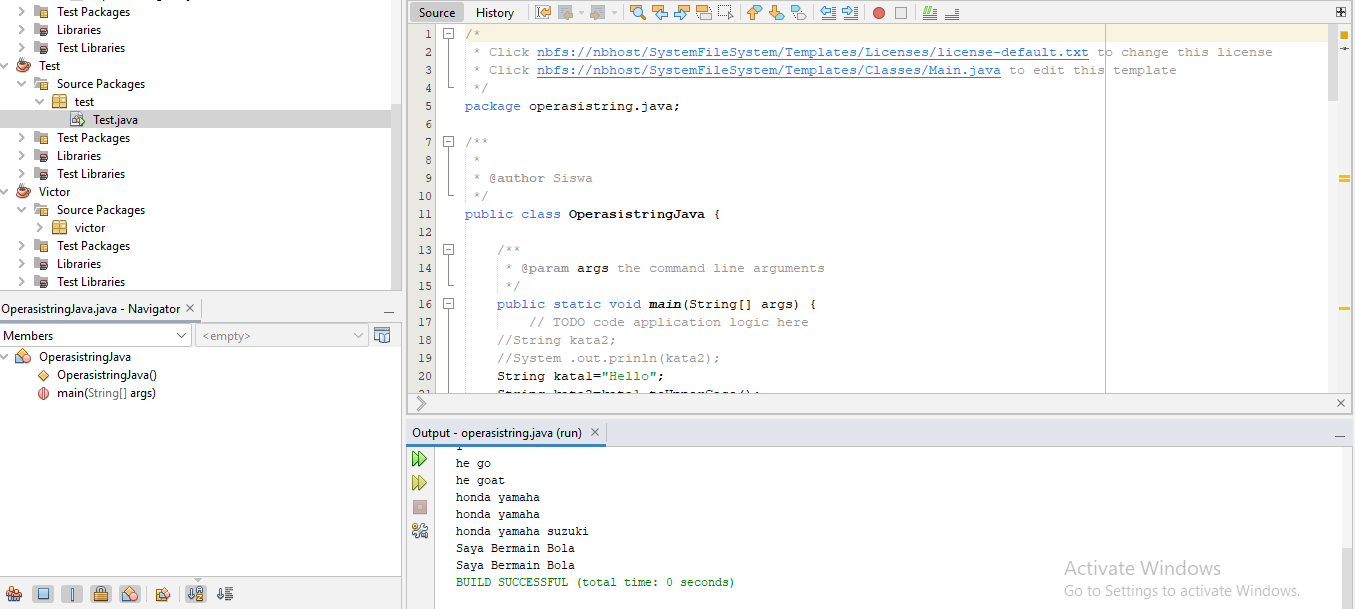 Test Packages
Libraries
Test Libraries
Test
Source Packages
test
Test.java
Test Packages
Libraries
Test Libraries
Victor
Source Packages
victor
Test Packages
Libraries
Test Libraries
OperasistringJava.java - Navigator
Members
<empty>
OperasistringJava
OperasistringJava()
main(String[] args)
Source History
1 /*
2 * Click nbfs://nbhost/SystemFileSystem/Templates/Licenses/license-default.txt to change this license
3 * Click nbfs://nbhost/SystemFileSystem/Templates/Classes/Main.java to edit this template
4 */
5 package operasistring.java;
6
7 /**
8 *
9 * @author Siswa
10 */
11 public class OperasistringJava {
12
13 /**
14 * @param args the command line arguments
15 */
16 public static void main(String[] args) {
17 // TODO code application logic here
18 //String kata2;
19 //System .out.prinln(kata2);
20 String kata1="Hello";
21 String kata2=kata1.toUpperCase();
Output - operasistring.java (run)
he go
he goat
honda yamaha
honda yamaha
honda yamaha suzuki
Saya Bermain Bola
Saya Bermain Bola
BUILD SUCCESSFUL (total time: 0 seconds)
Activate Windows
Go to Settings to activate Windows.